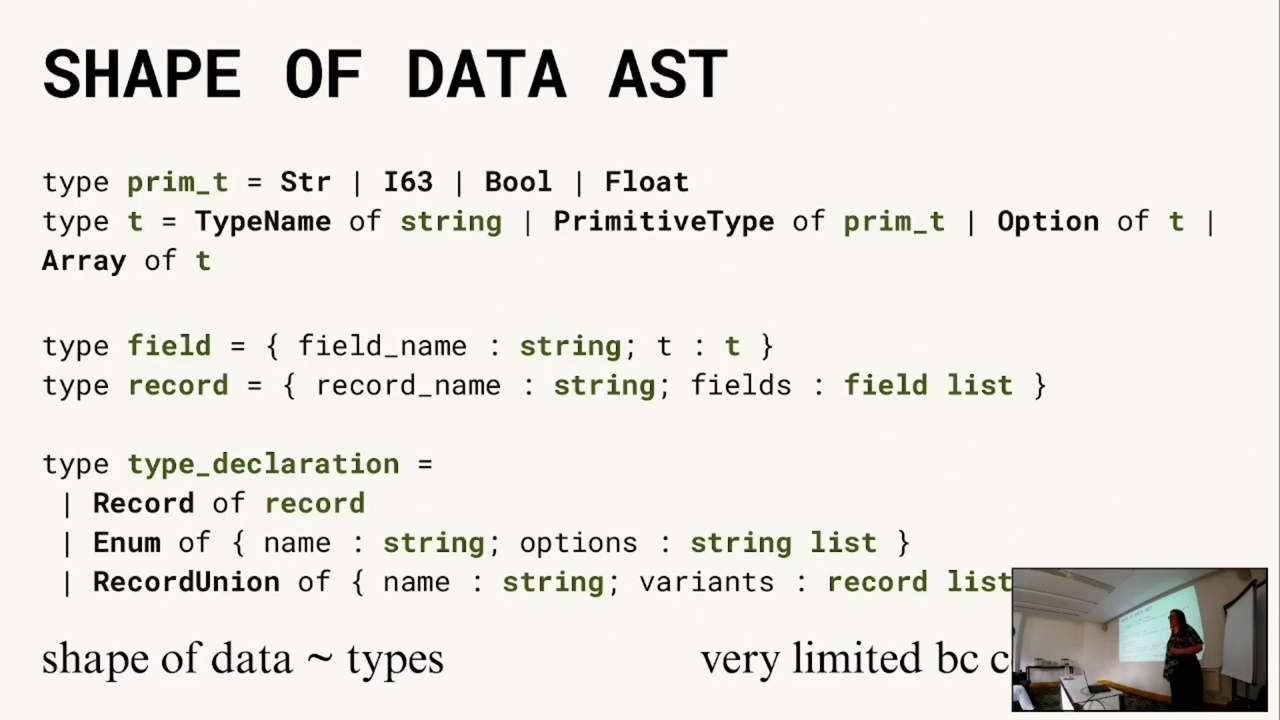 SHAPE OF DATA AST
type prim_t = Str | I63 | Bool | Float
type t = TypeName of string | PrimitiveType of prim_t | Option of t |
Array of t
type field = { field_name : string; t : t }
type record = { record_name : string; fields : field list }
type type_declaration =
| Record of record
| Enum of { name : string; options : string list }
| RecordUnion of { name : string; variants : record list
shape of data ~ types
very limited bc